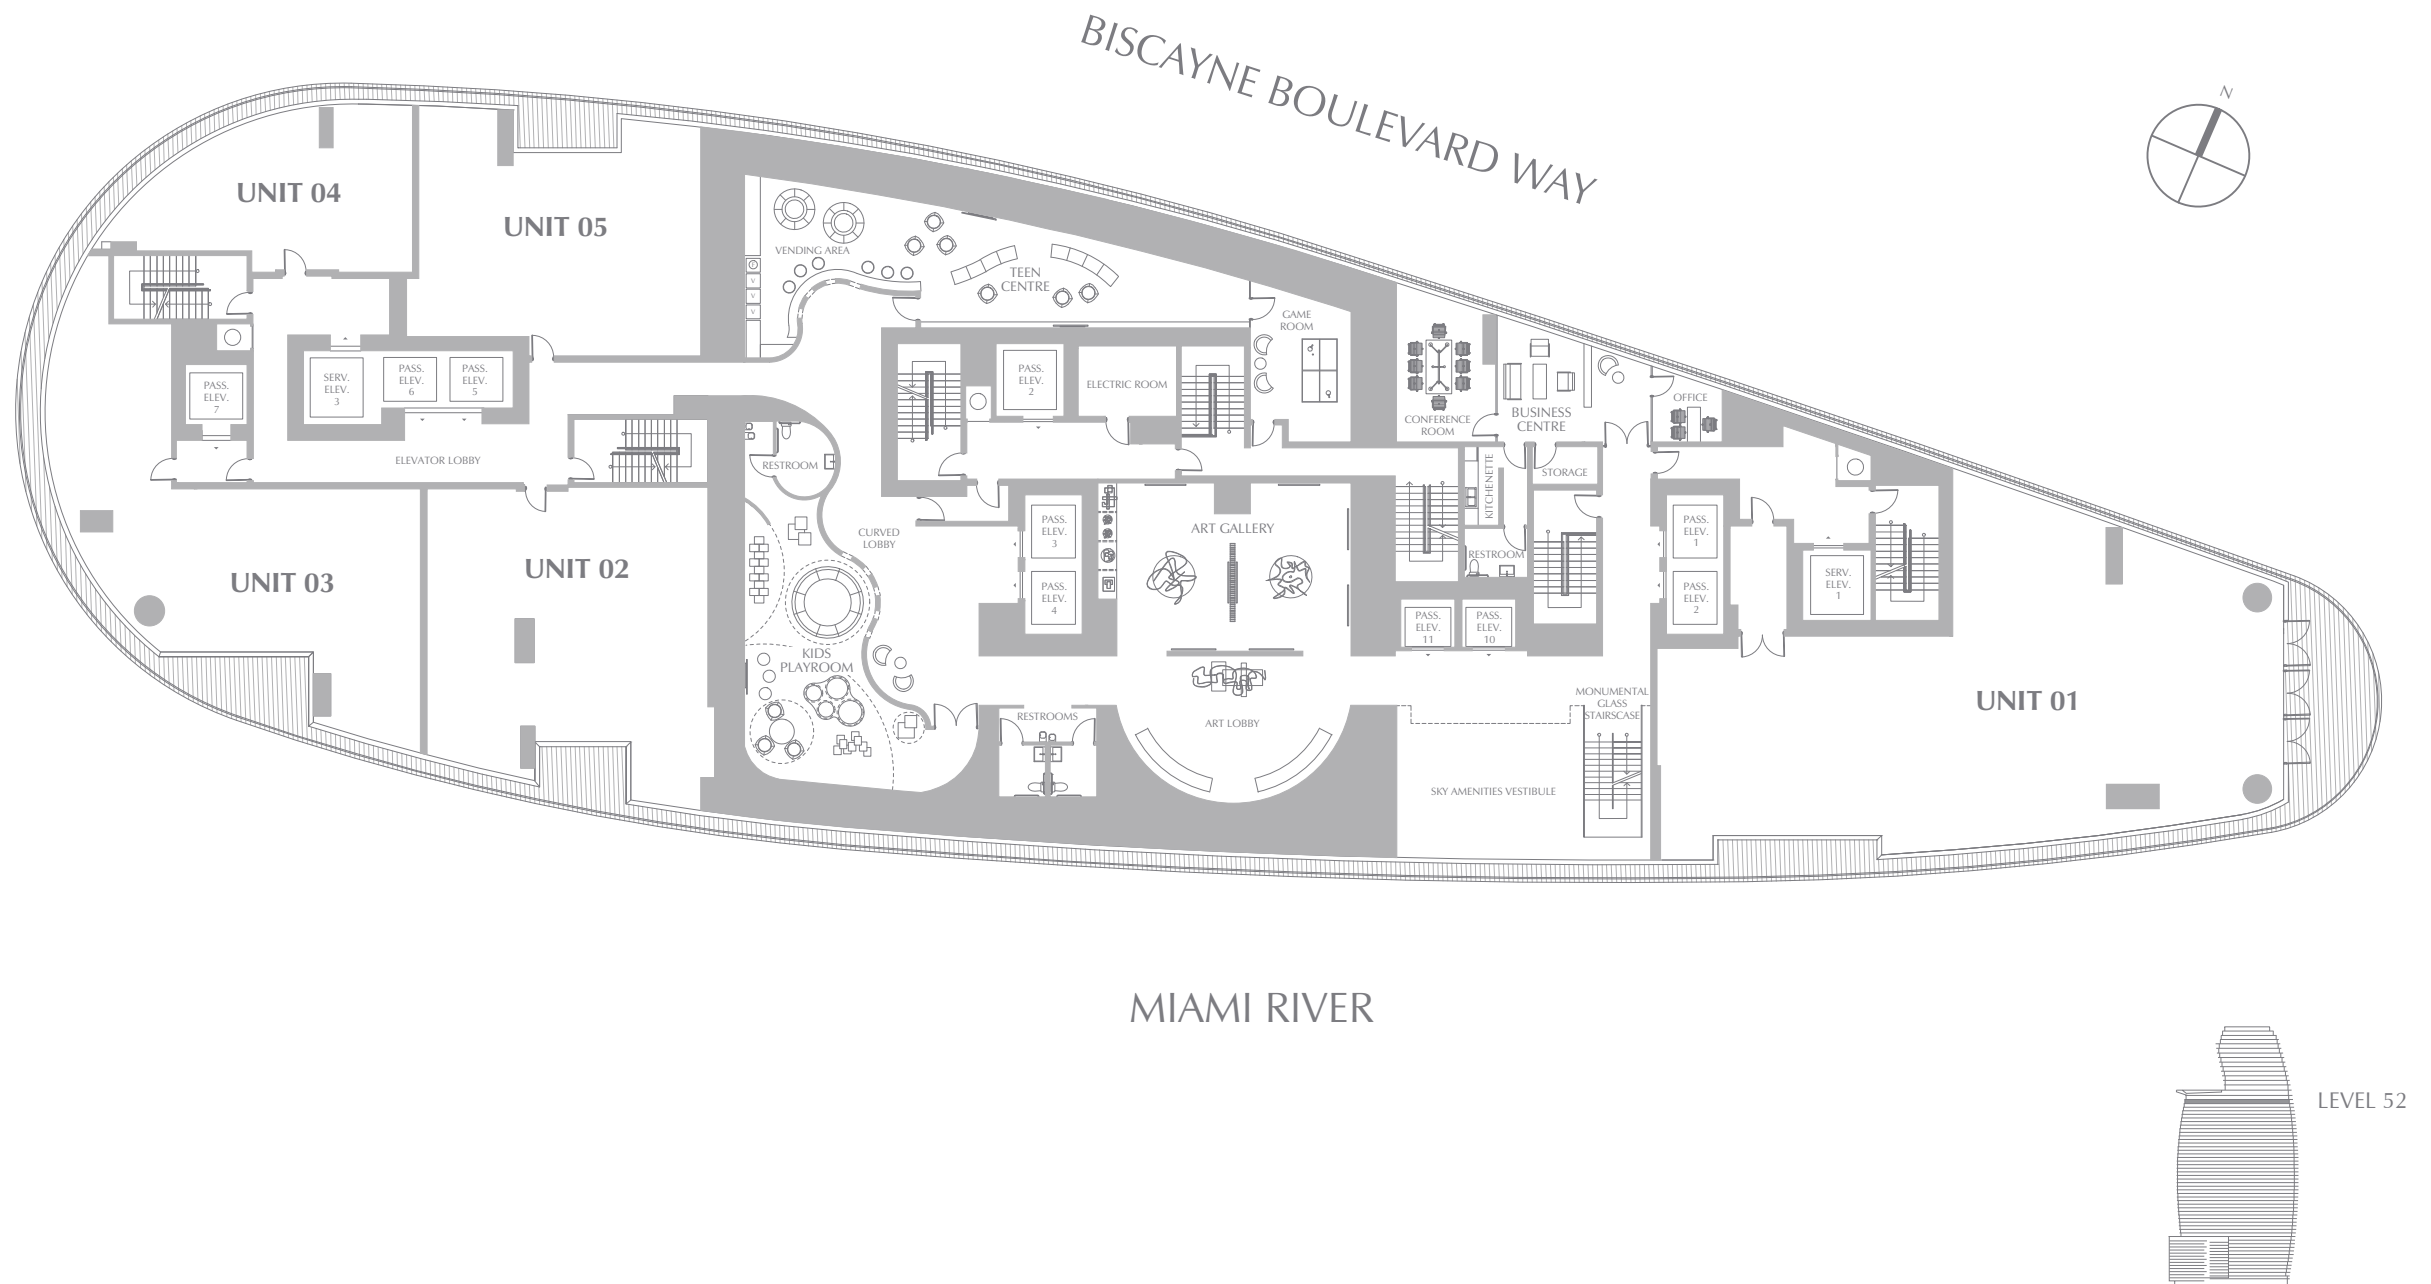 BISCAYNE BOULEVARD WAY
N
UNIT 04
UNIT 05
VENDING AREA
TEEN
CENTRE
F
V
V
V
GAME
ROOM
SERV.
ELEV.
3
PASS.
ELEV.
6
PASS.
ELEV.
5
PASS.
ELEV.
7
PASS.
ELEV.
2
ELECTRIC ROOM
CONFERENCE
ROOM
BUSINESS
CENTRE
OFFICE
ELEVATOR LOBBY
RESTROOM
KITCHENETTE
STORAGE
CURVED
LOBBY
PASS.
ELEV.
3
ART GALLERY
PASS.
ELEV.
1
RESTROOM
UNIT 03
UNIT 02
PASS.
ELEV.
4
PASS.
ELEV.
2
SERV.
ELEV.
1
PASS.
ELEV.
11
PASS.
ELEV.
10
KIDS
PLAYROOM
RESTROOMS
ART LOBBY
MONUMENTAL
GLASS
STAIRSCASE
UNIT 01
SKY AMENITIES VESTIBULE
MIAMI RIVER
LEVEL 52